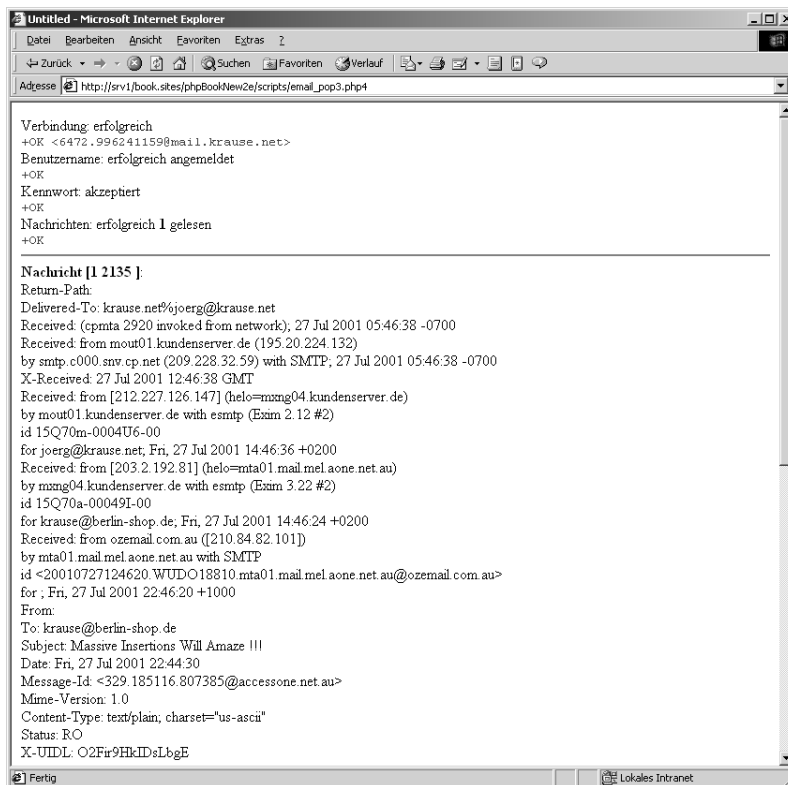 Untitled - Microsoft Internet Explorer
Datei Bearbeiten Ansicht Favoriten Extras ?
Zurück Suchen Favoriten Verlauf
Adresse http://srv1/book.sites/phpBookNew2e/scripts/email_pop3.php4
Verbindung: erfolgreich
+OK <6472.996241159@mail.krause.net>
Benutzername: erfolgreich angemeldet
+OK
Kennwort: akzeptiert
+OK
Nachrichten: erfolgreich 1 gelesen
+OK
Nachricht [1 2135 ]:
Return-Path:
Delivered-To: krause.net%joerg@krause.net
Received: (cpmta 2920 invoked from network); 27 Jul 2001 05:46:38 -0700
Received: from mout01.kundenserver.de (195.20.224.132)
by smtp.c000.snv.cp.net (209.228.32.59) with SMTP; 27 Jul 2001 05:46:38 -0700
X-Received: 27 Jul 2001 12:46:38 GMT
Received: from [212.227.126.147] (helo=mxng04.kundenserver.de)
by mout01.kundenserver.de with esmtp (Exim 2.12 #2)
id 15Q70m-0004U6-00
for joerg@krause.net; Fri, 27 Jul 2001 14:46:36 +0200
Received: from [203.2.192.81] (helo=mta01.mail.mel.aone.net.au)
by mxng04.kundenserver.de with esmtp (Exim 3.22 #2)
id 15Q70a-00049I-00
for krause@berlin-shop.de; Fri, 27 Jul 2001 14:46:24 +0200
Received: from ozemail.com.au ([210.84.82.101])
by mta01.mail.mel.aone.net.au with SMTP
id <20010727124620.WUDO18810.mta01.mail.mel.aone.net.au@ozemail.com.au>
for ; Fri, 27 Jul 2001 22:46:20 +1000
From:
To: krause@berlin-shop.de
Subject: Massive Insertions Will Amaze !!!
Date: Fri, 27 Jul 2001 22:44:30
Message-Id: <329.185116.807385@accessone.net.au>
Mime-Version: 1.0
Content-Type: text/plain; charset="us-ascii"
Status: RO
X-UIDL: O2Fir9HkIDsLbgE
Fertig Lokales Intranet